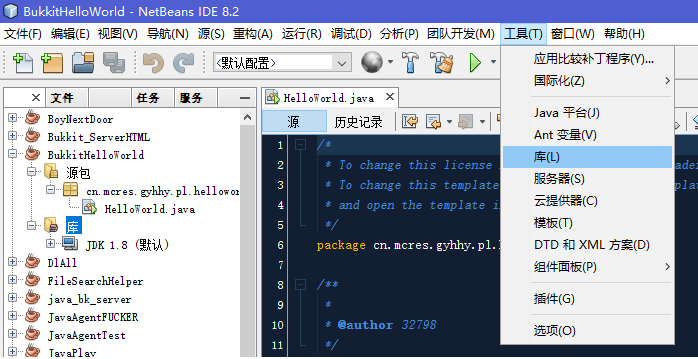 BukkitHelloWorld - NetBeans IDE 8.2
文件(F) 编辑(E) 视图(V) 导航(N) 源(S) 重构(A) 运行(R) 调试(D) 分析(P) 团队开发(M) 工具(T) 窗口(W) 帮助(H)
<默认配置>
文件 任务 服务
BoyNextDoor
Bukkit_ServerHTML
BukkitHelloWorld
源包
cn.mcres.gyhhy.pl.hellowor
HelloWorld.java
库
JDK 1.8 (默认)
DlAll
FileSearchHelper
java_bk_server
JavaAgentFUCKER
JavaAgentTest
JavaPlay
HelloWorld.java
源 历史记录
1 /*
2 * To change this license
3 * To change this template
4 * and open the template i
5 */
6 package cn.mcres.gyhhy.pl.
7
8 /**
9 *
10 * @author 32798
11 */
应用比较补丁程序(Y)...
国际化(Z)
Java 平台(J)
Ant 变量(V)
库(L)
服务器(S)
云提供器(C)
模板(T)
DTD 和 XML 方案(D)
组件面板(P)
插件(G)
选项(O)